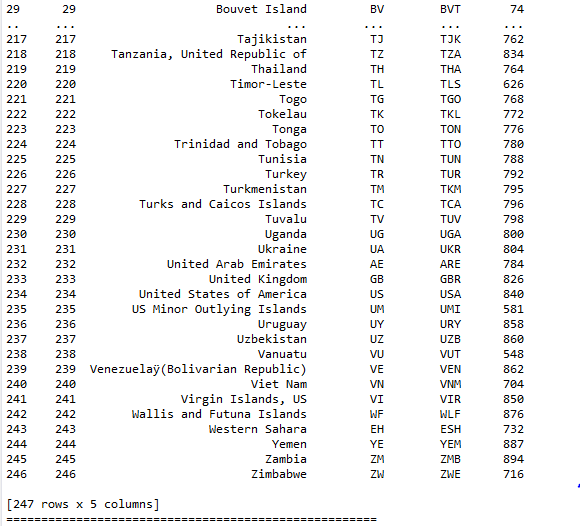 29 29 Bouvet Island BV BVT 74
.. ... ... ... ... ...
217 217 Tajikistan TJ TJK 762
218 218 Tanzania, United Republic of TZ TZA 834
219 219 Thailand TH THA 764
220 220 Timor-Leste TL TLS 626
221 221 Togo TG TGO 768
222 222 Tokelau TK TKL 772
223 223 Tonga TO TON 776
224 224 Trinidad and Tobago TT TTO 780
225 225 Tunisia TN TUN 788
226 226 Turkey TR TUR 792
227 227 Turkmenistan TM TKM 795
228 228 Turks and Caicos Islands TC TCA 796
229 229 Tuvalu TV TUV 798
230 230 Uganda UG UGA 800
231 231 Ukraine UA UKR 804
232 232 United Arab Emirates AE ARE 784
233 233 United Kingdom GB GBR 826
234 234 United States of America US USA 840
235 235 US Minor Outlying Islands UM UMI 581
236 236 Uruguay UY URY 858
237 237 Uzbekistan UZ UZB 860
238 238 Vanuatu VU VUT 548
239 239 Venezuelaÿ(Bolivarian Republic) VE VEN 862
240 240 Viet Nam VN VNM 704
241 241 Virgin Islands, US VI VIR 850
242 242 Wallis and Futuna Islands WF WLF 876
243 243 Western Sahara EH ESH 732
244 244 Yemen YE YEM 887
245 245 Zambia ZM ZMB 894
246 246 Zimbabwe ZW ZWE 716
[247 rows x 5 columns]
=====================================================